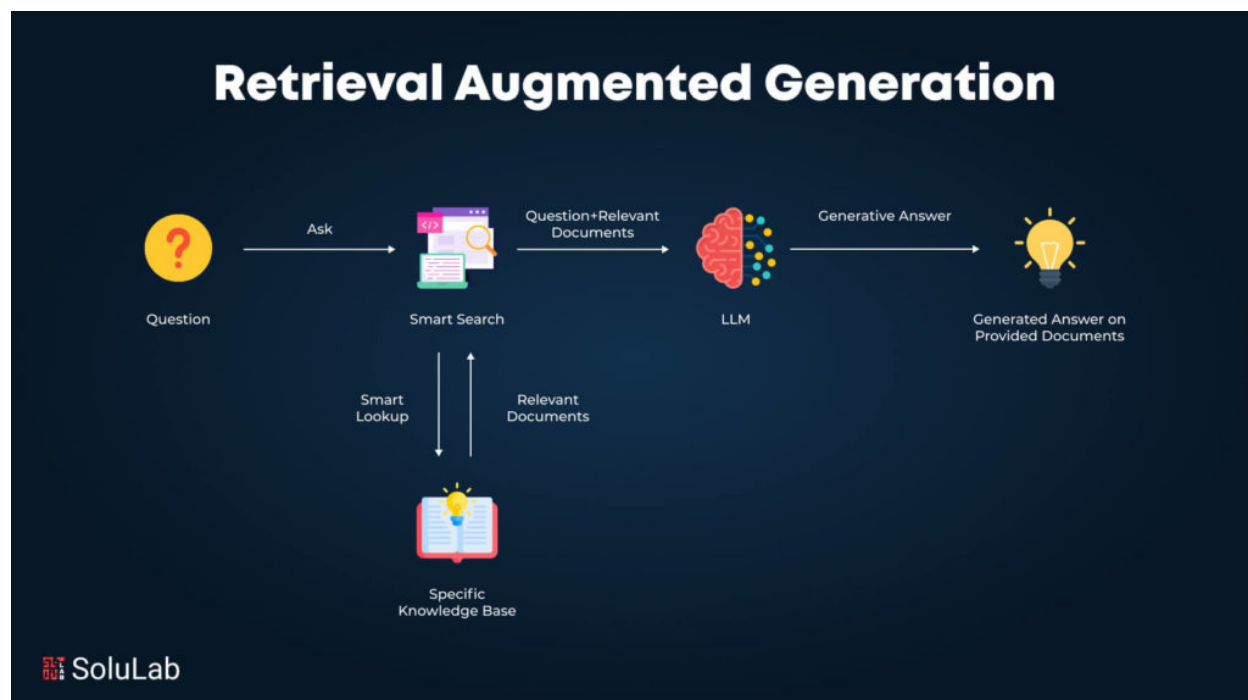 Retrieval Augmented Generation
Ask
Question+Relevant
Documents
Generative Answer
</>
Question
Smart Search
LLM
Generated Answer on
Provided Documents
Smart
Lookup
Relevant
Documents
Specific
Knowledge Base
SoluLab